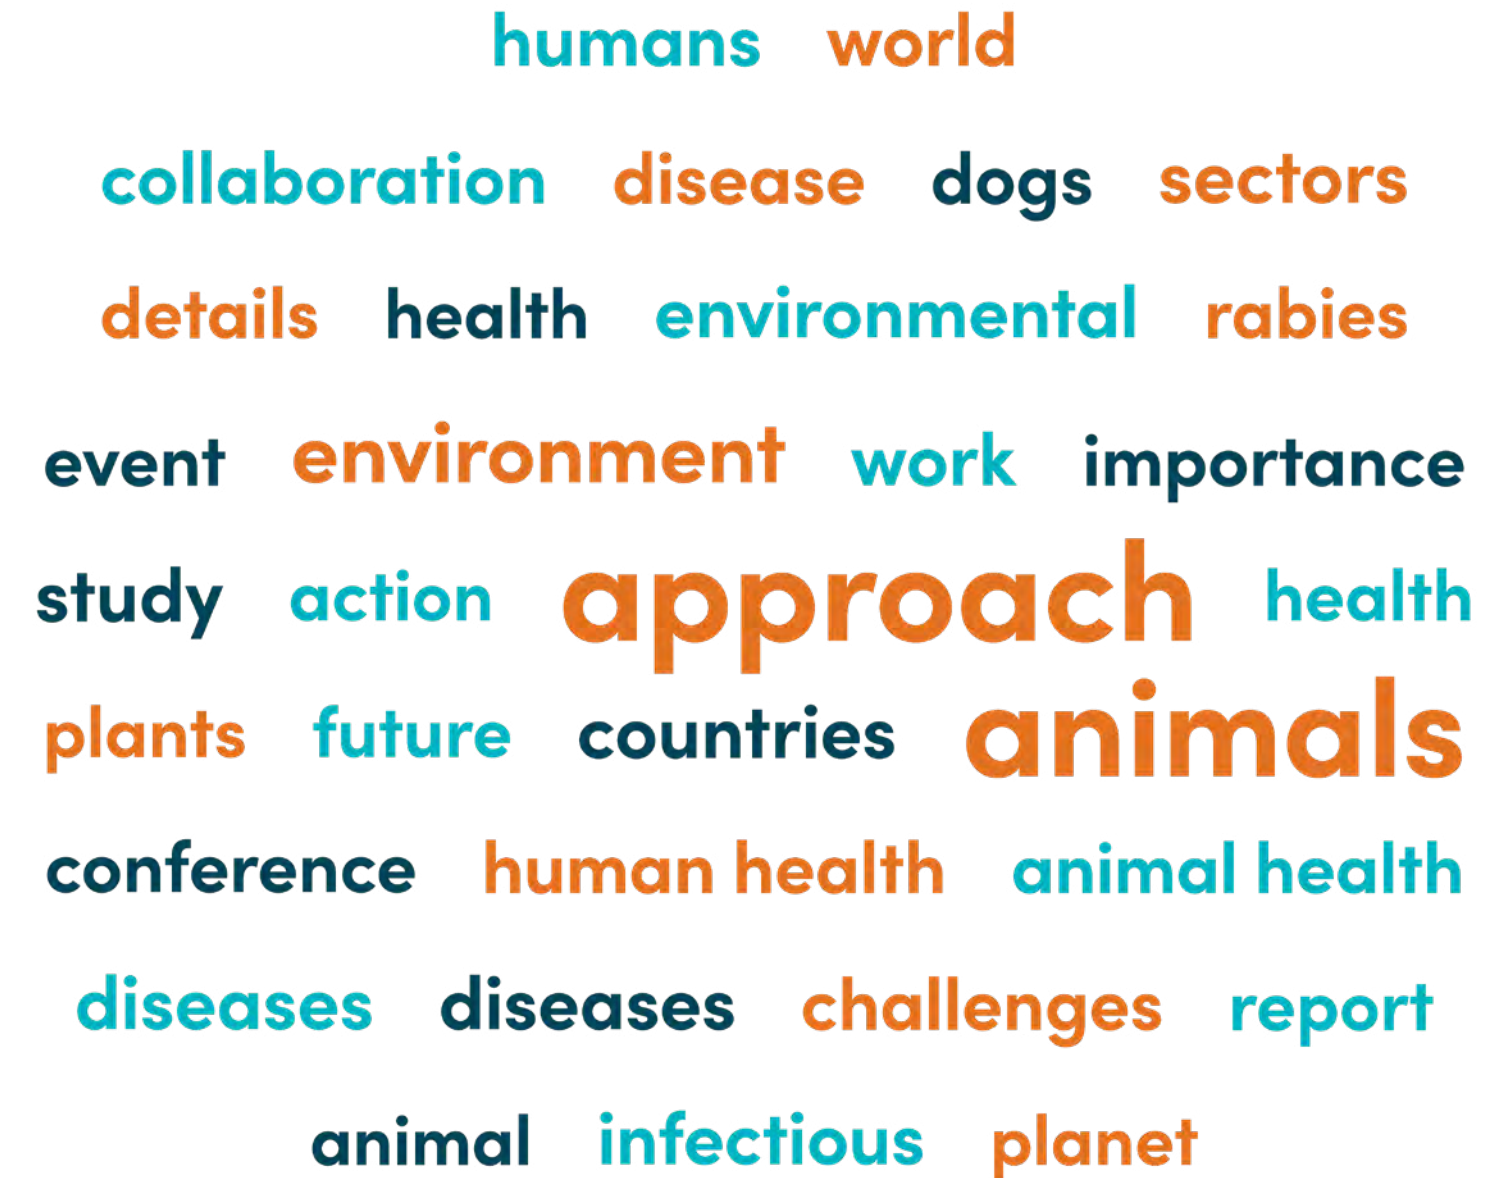 humans world
collaboration disease dogs sectors
details health environmental rabies
event environment work importance
study action approach health
plants future countries animals
conference human health animal health
diseases diseases challenges report
animal infectious planet